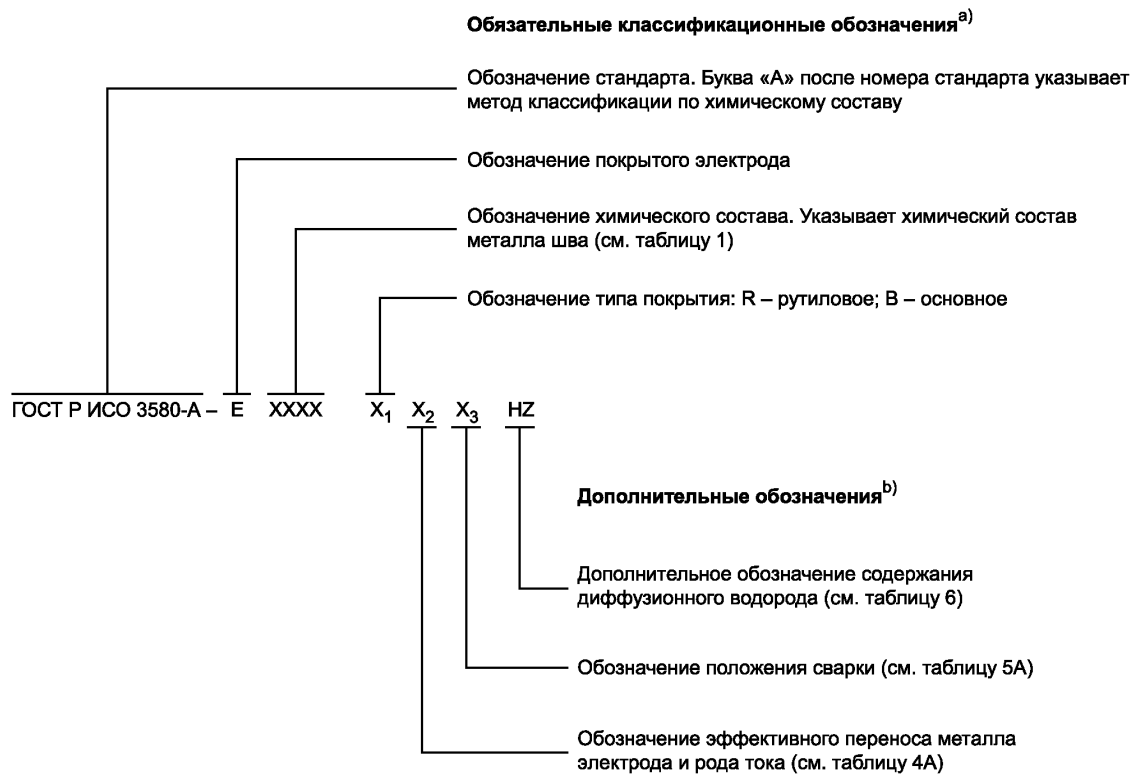 Обязательные классификационные обозначения a)
Обозначение стандарта. Буква «А» после номера стандарта указывает
метод классификации по химическому составу
Обозначение покрытого электрода
Обозначение химического состава. Указывает химический состав
металла шва (см. таблицу 1)
Обозначение типа покрытия: R – рутиловое; B – основное
ГОСТ Р ИСО 3580-А – E XXXX X1 X2 X3 HZ
Дополнительные обозначения b)
Дополнительное обозначение содержания
диффузионного водорода (см. таблицу 6)
Обозначение положения сварки (см. таблицу 5А)
Обозначение эффективного переноса металла
электрода и рода тока (см. таблицу 4А)